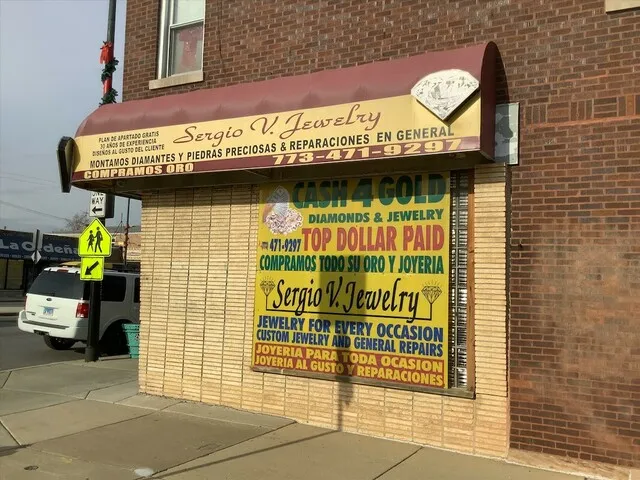 PLAN DE APARTADO GRATIS
30 AÑOS DE EXPERIENCIA
DISEÑOS AL GUSTO DEL CLIENTE
Sergio V. Jewelry
MONTAMOS DIAMANTES Y PIEDRAS PRECIOSAS & REPARACIONES EN GENERAL
COMPRAMOS ORO
773-471-9297
CASH 4 GOLD
DIAMONDS & JEWELRY
471-9297 TOP DOLLAR PAID
COMPRAMOS TODO SU ORO Y JOYERIA
Sergio V. Jewelry
JEWELRY FOR EVERY OCCASION
CUSTOM JEWELRY AND GENERAL REPAIRS
JOYERIA PARA TODA OCASION
JOYERIA AL GUSTO Y REPARACIONES
ONE
WAY